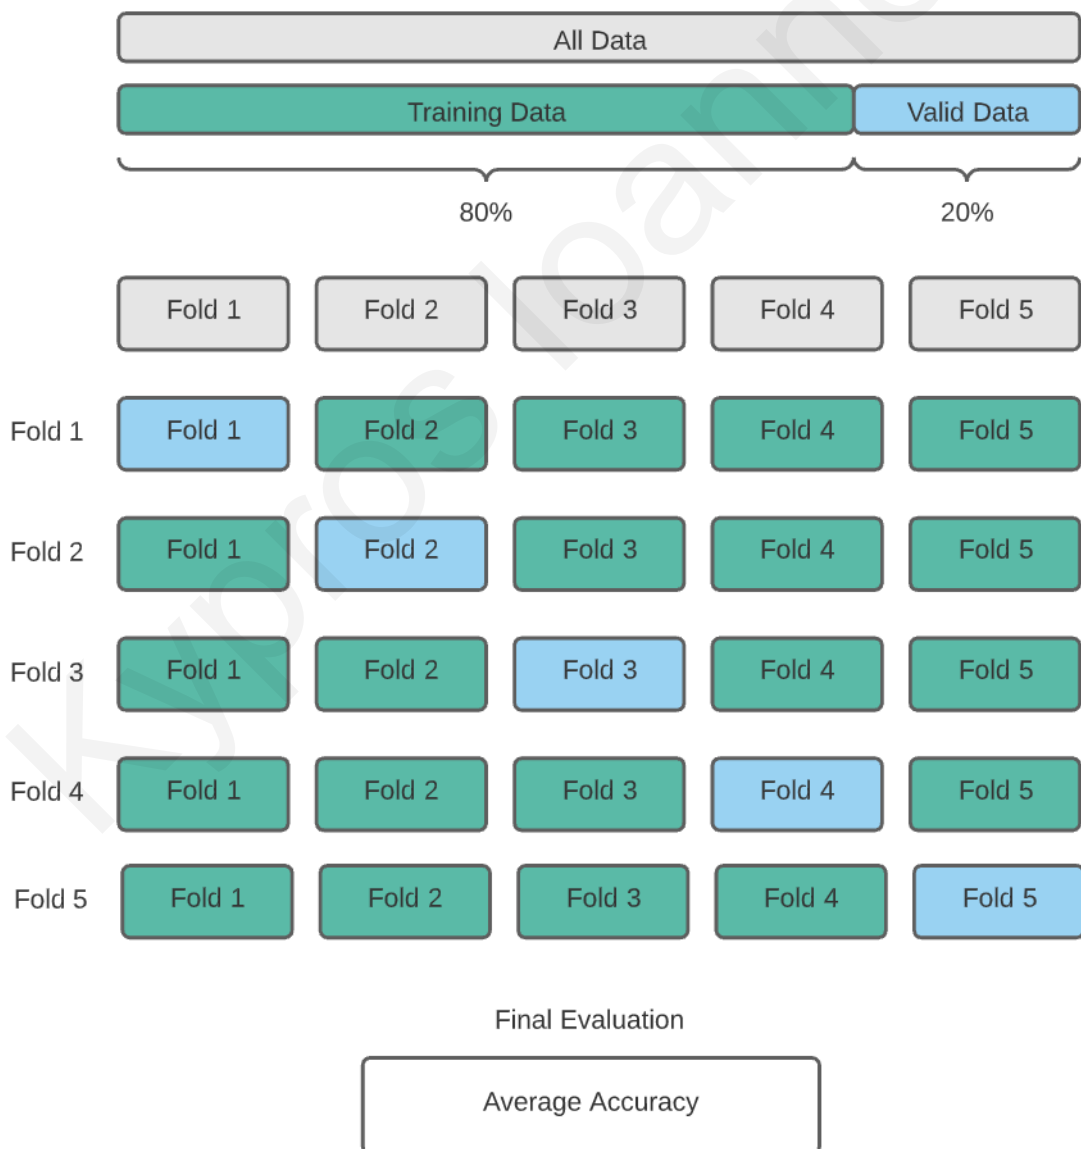 All Data
Training Data Valid Data
80% 20%
Fold 1 Fold 2 Fold 3 Fold 4 Fold 5
Fold 1 Fold 1 Fold 2 Fold 3 Fold 4 Fold 5
Fold 2 Fold 1 Fold 2 Fold 3 Fold 4 Fold 5
Fold 3 Fold 1 Fold 2 Fold 3 Fold 4 Fold 5
Fold 4 Fold 1 Fold 2 Fold 3 Fold 4 Fold 5
Fold 5 Fold 1 Fold 2 Fold 3 Fold 4 Fold 5
Final Evaluation
Average Accuracy
Kypros